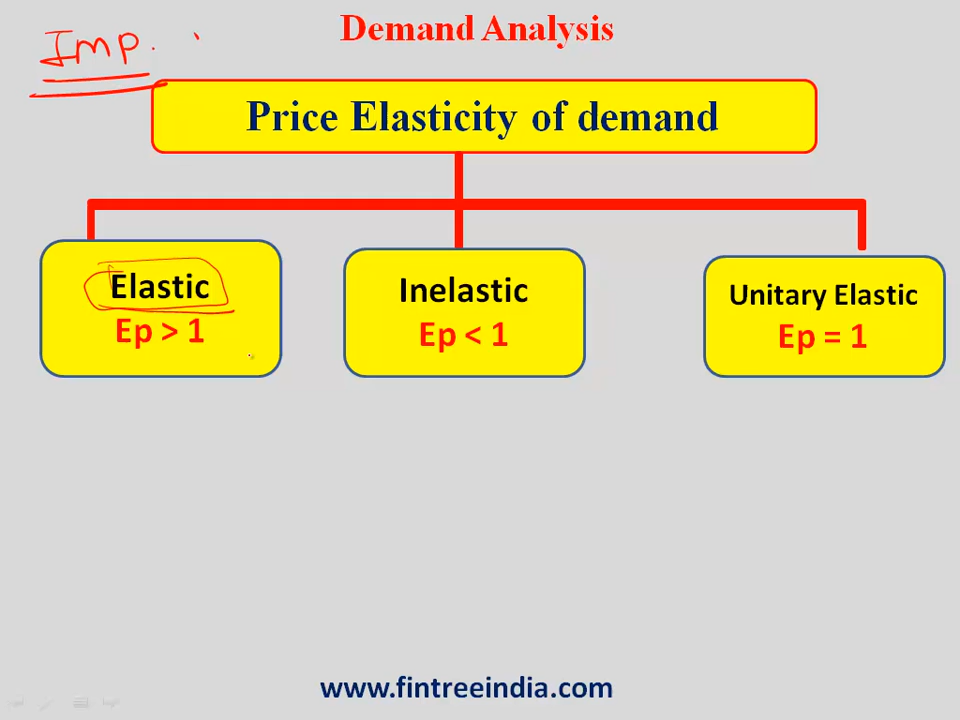 Demand Analysis
Imp.
Price Elasticity of demand
Elastic
Ep > 1
Inelastic
Ep < 1
Unitary Elastic
Ep = 1
www.fintreeindia.com